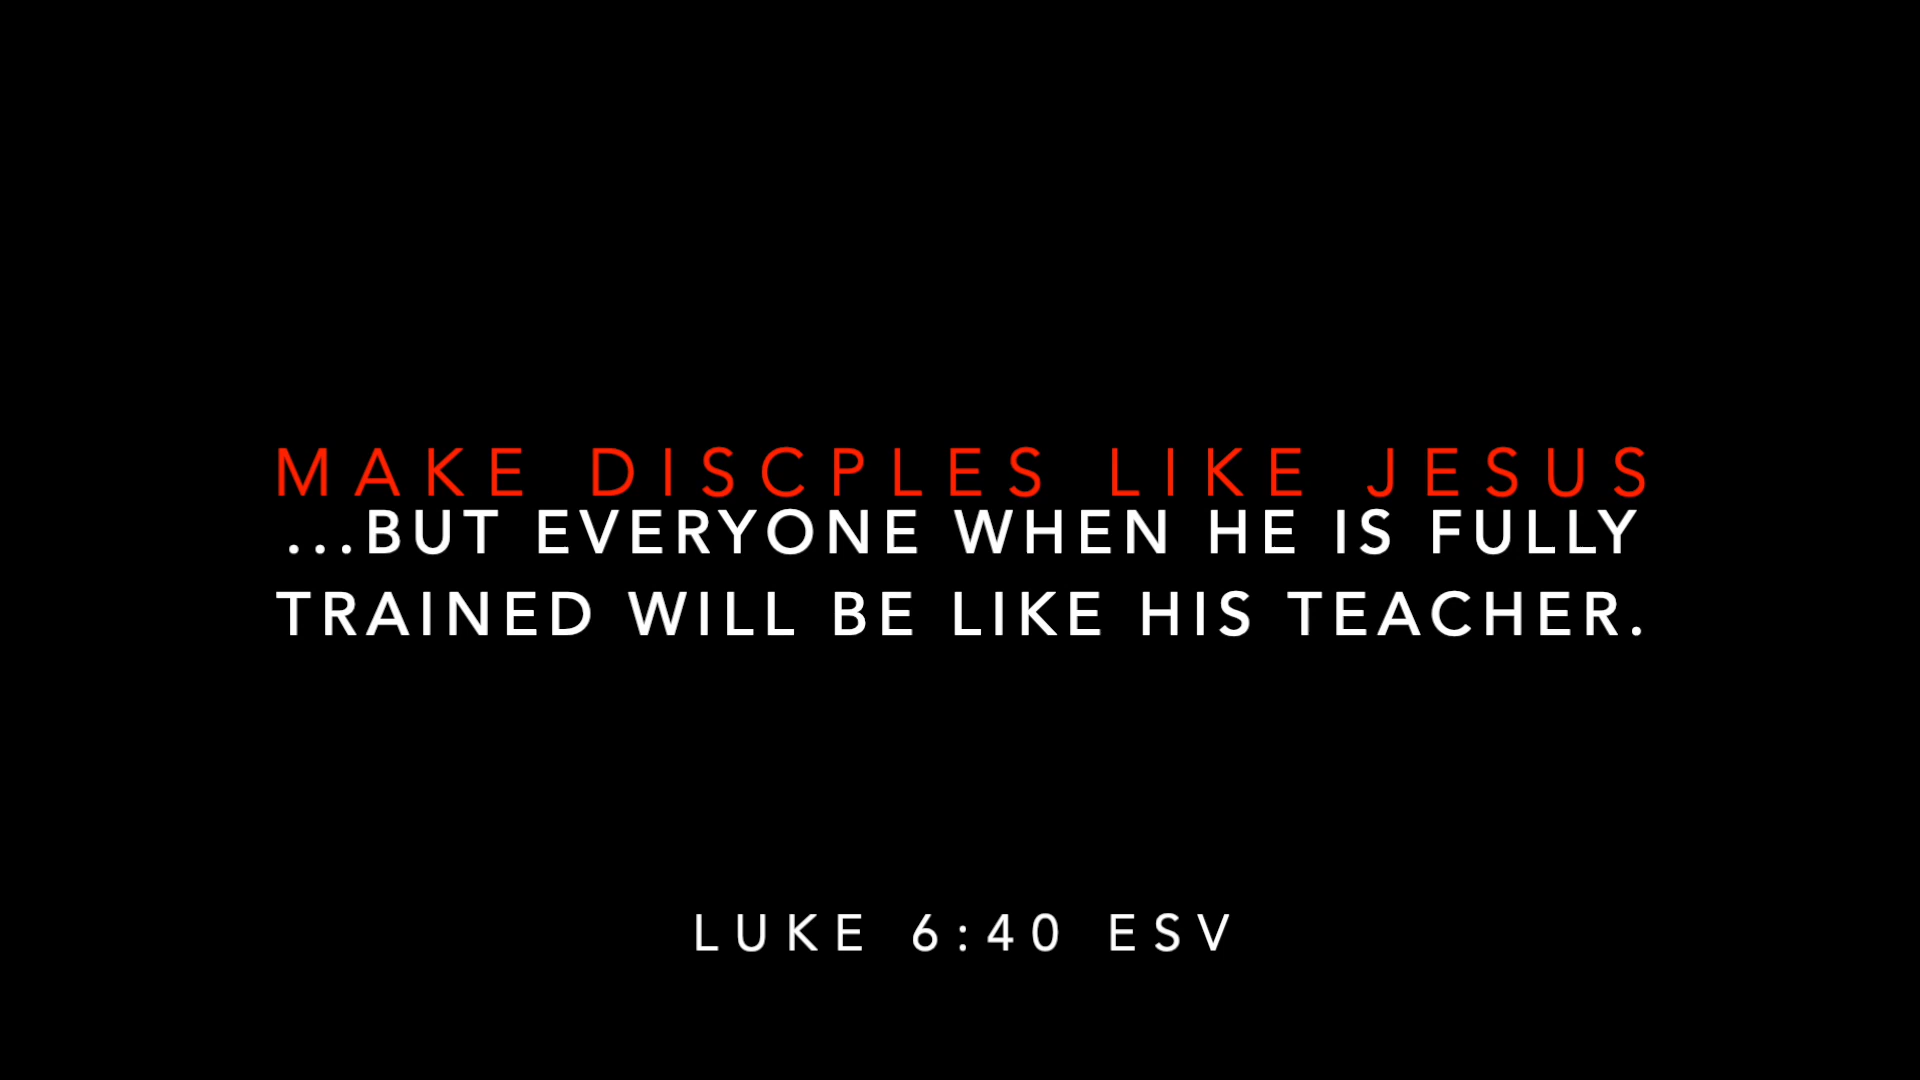 MAKE DISCPLES LIKE JESUS
...BUT EVERYONE WHEN HE IS FULLY
TRAINED WILL BE LIKE HIS TEACHER.
LUKE 6:40 ESV